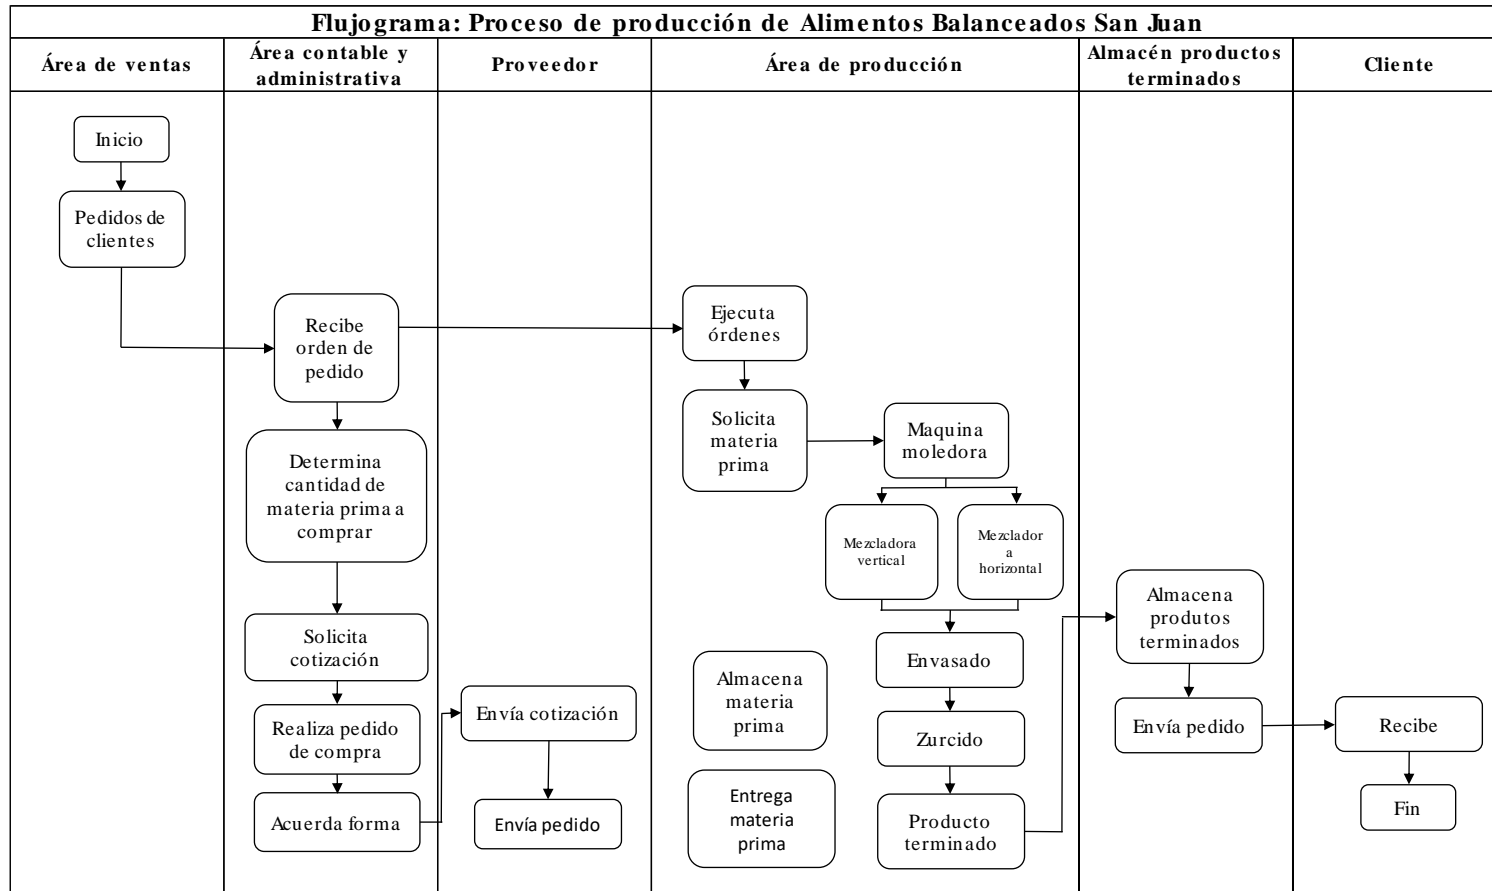 Flujograma: Proceso de producción de Alimentos Balanceados San Juan
Área de ventas
Área contable y
administrativa
Proveedor
Área de producción
Almacén productos
terminados
Cliente
Inicio
Pedidos de
clientes
Recibe
orden de
pedido
Determina
cantidad de
materia prima a
comprar
Solicita
cotización
Realiza pedido
de compra
Acuerda forma
Envía cotización
Envía pedido
Ejecuta
órdenes
Solicita
materia
prima
Maquina
moledora
Mezcladora
vertical
Mezclador
a
horizontal
Envasado
Almacena
materia
prima
Zurcido
Entrega
materia
prima
Producto
terminado
Almacena
produtos
terminados
Envía pedido
Recibe
Fin